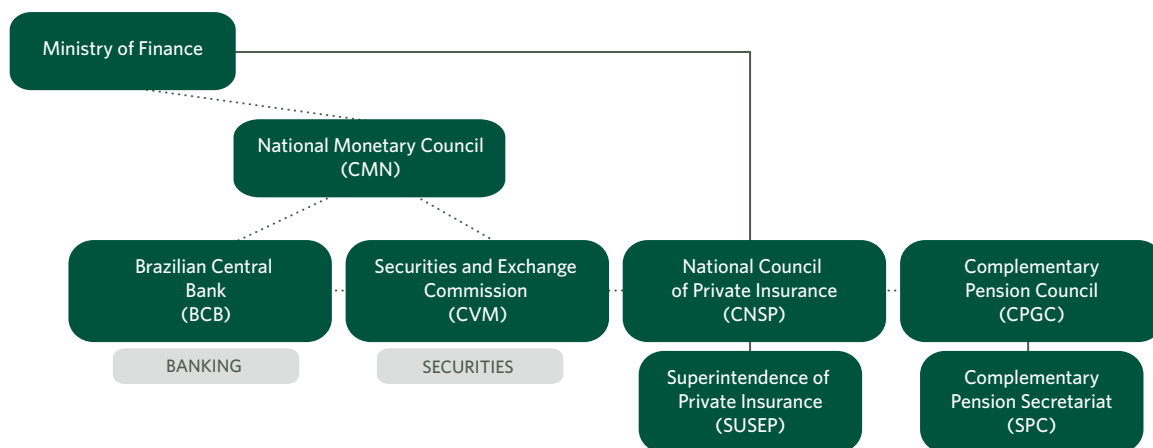 Ministry of Finance
National Monetary Council
(CMN)
Brazilian Central
Bank
(BCB)
Securities and Exchange
Commission
(CVM)
National Council
of Private Insurance
(CNSP)
Complementary
Pension Council
(CPGC)
BANKING
SECURITIES
Superintendence of
Private Insurance
(SUSEP)
Complementary
Pension Secretariat
(SPC)